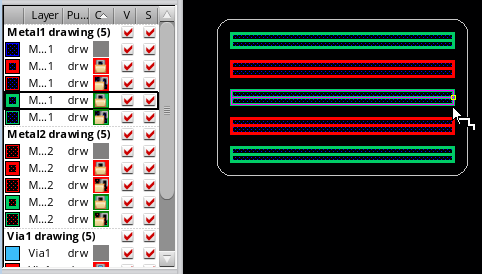 Layer Pu... C V S
Metal1 drawing (5)
M...1 drw
M...1 drw
M...1 drw
M...1 drw
M...1 drw
Metal2 drawing (5)
M...2 drw
M...2 drw
M...2 drw
M...2 drw
M...2 drw
Via1 drawing (5)
Via1 drw